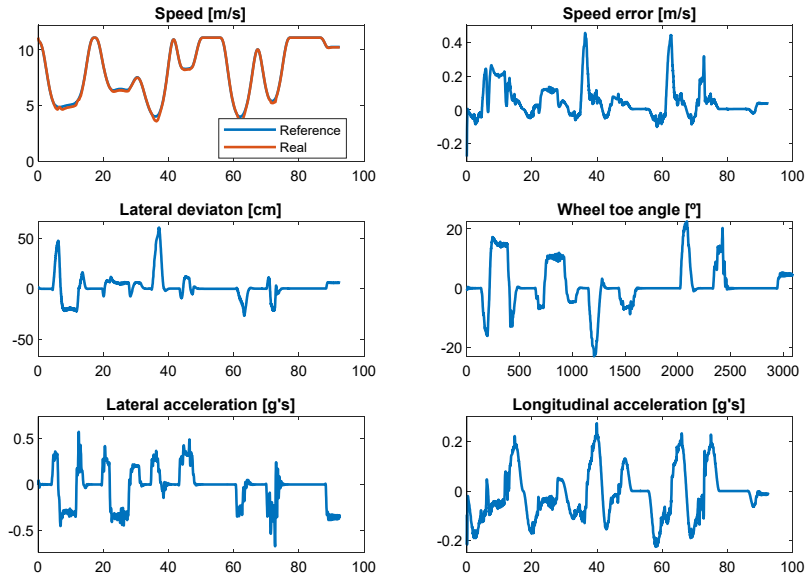 Speed [m/s]
10
5
0
0 20 40 60 80 100
Reference
Real
Speed error [m/s]
0.4
0.2
0
-0.2
0 20 40 60 80 100
Lateral deviaton [cm]
50
0
-50
0 20 40 60 80 100
Wheel toe angle [º]
20
0
-20
0 500 1000 1500 2000 2500 3000
Lateral acceleration [g's]
0.5
0
-0.5
0 20 40 60 80 100
Longitudinal acceleration [g's]
0.2
0
-0.2
0 20 40 60 80 100